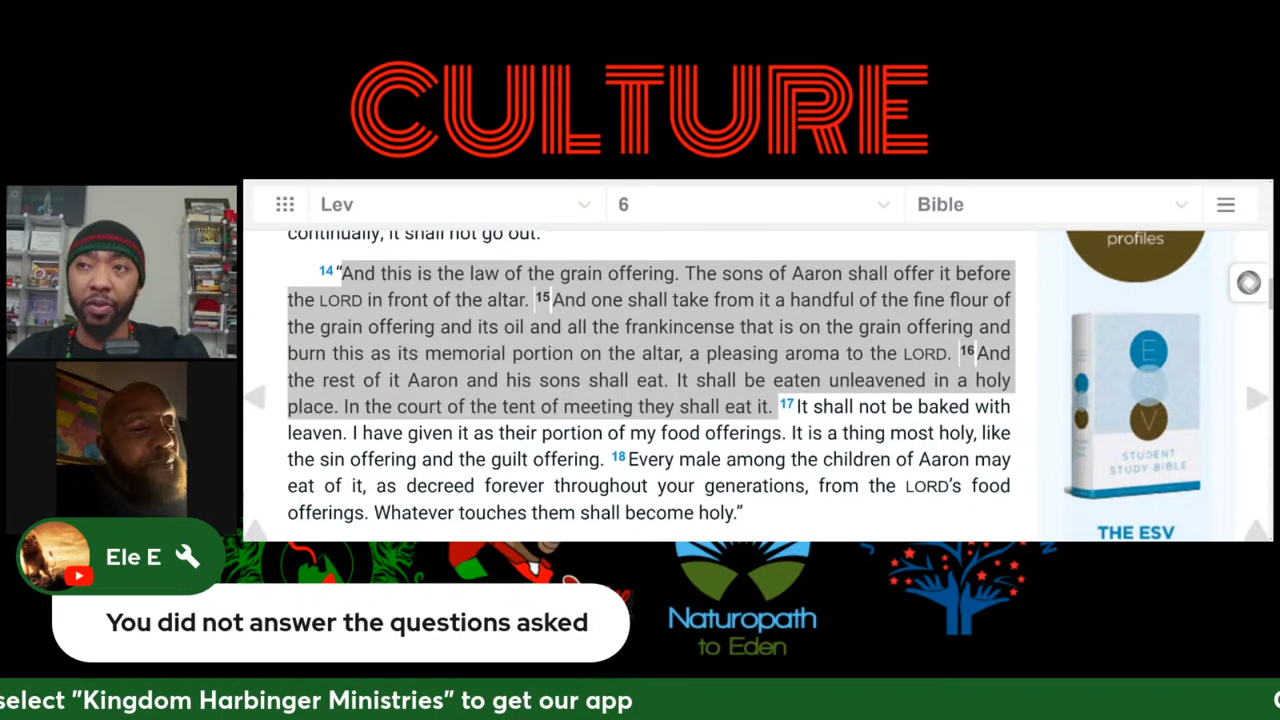 CULTURE
Lev
6
Bible
continually, it shall not go out.
14 “And this is the law of the grain offering. The sons of Aaron shall offer it before
the LORD in front of the altar. 15 And one shall take from it a handful of the fine flour of
the grain offering and its oil and all the frankincense that is on the grain offering and
burn this as its memorial portion on the altar, a pleasing aroma to the LORD. 16 And
the rest of it Aaron and his sons shall eat. It shall be eaten unleavened in a holy
place. In the court of the tent of meeting they shall eat it. 17 It shall not be baked with
leaven. I have given it as their portion of my food offerings. It is a thing most holy, like
the sin offering and the guilt offering. 18 Every male among the children of Aaron may
eat of it, as decreed forever throughout your generations, from the LORD’s food
offerings. Whatever touches them shall become holy.”
profiles
E
S
V
STUDENT
STUDY BIBLE
THE ESV
Ele E
You did not answer the questions asked
Naturopath
to Eden
select "Kingdom Harbinger Ministries" to get our app